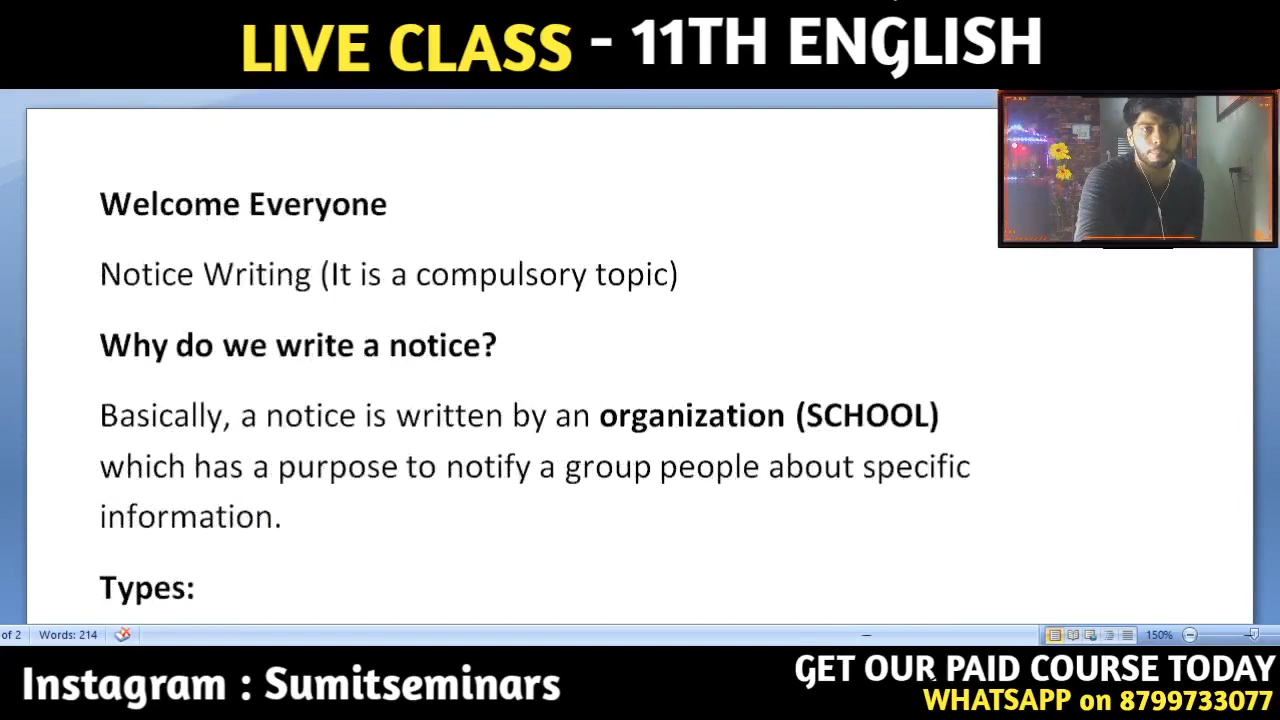 LIVE CLASS - 11TH ENGLISH
Welcome Everyone
Notice Writing (It is a compulsory topic)
Why do we write a notice?
Basically, a notice is written by an organization (SCHOOL)
which has a purpose to notify a group people about specific
information.
Types:
of 2 Words: 214 150%
Instagram : Sumitseminars
GET OUR PAID COURSE TODAY
WHATSAPP on 8799733077